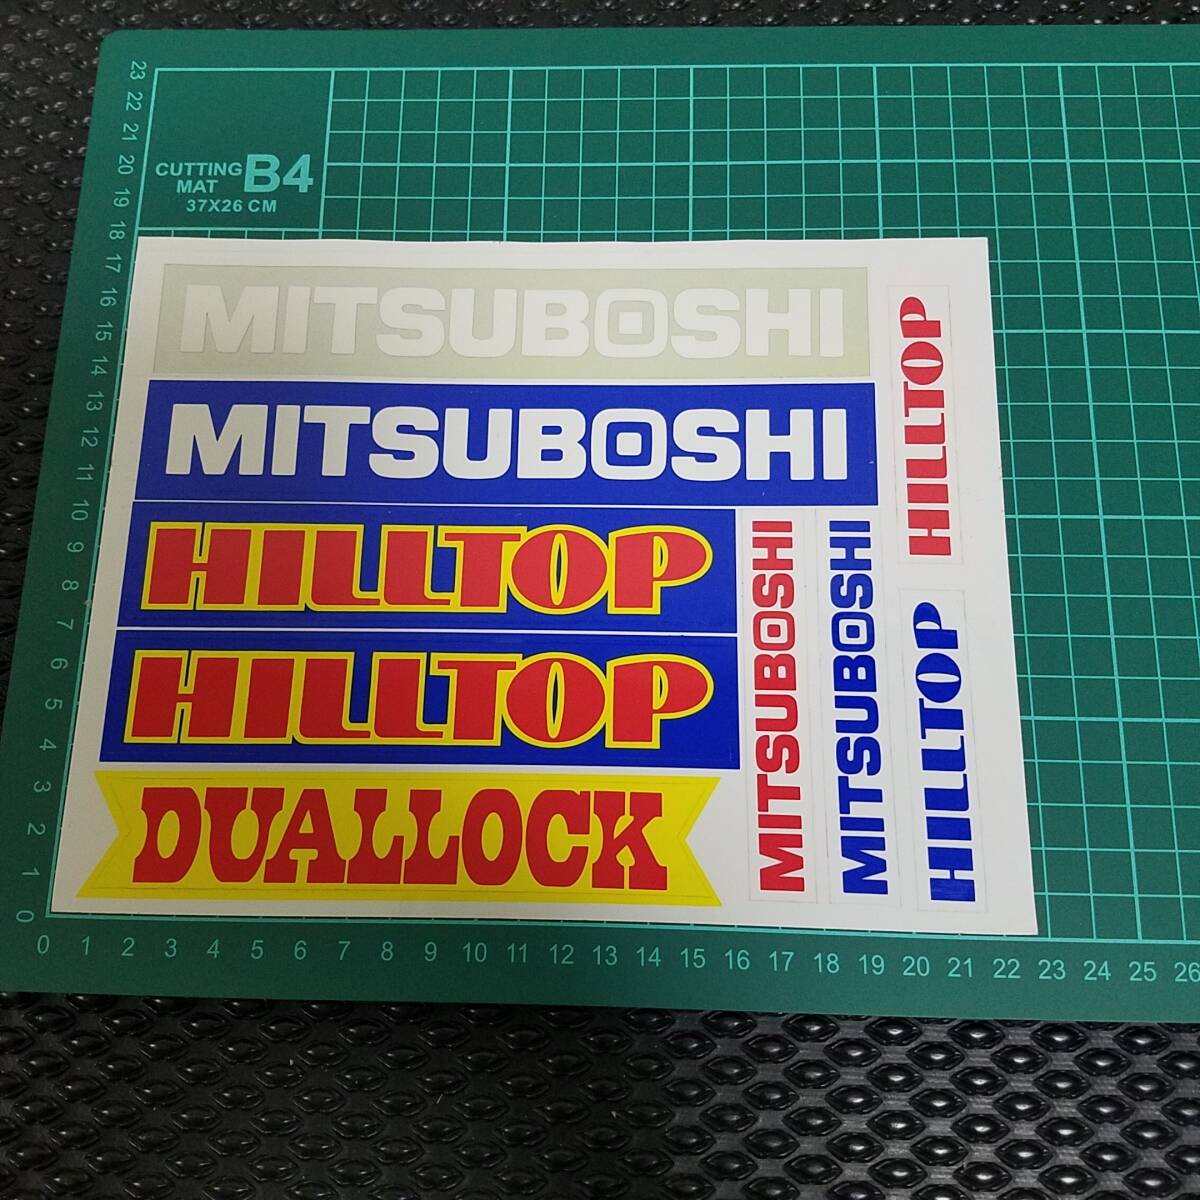 CUTTING
MAT
B4
37X26 CM
23
22
21
20
19
18
17
16
15
14
13
12
11
10
9
8
7
6
5
4
3
2
1
0
MITSUBOSHI
MITSUBOSHI
HILLTOP
HILLTOP
DUALLOCK
MITSUBOSHI
MITSUBOSHI
HILLTOP
HILLTOP
0 1 2 3 4 5 6 7 8 9 10 11 12 13 14 15 16 17 18 19 20 21 22 23 24 25 26